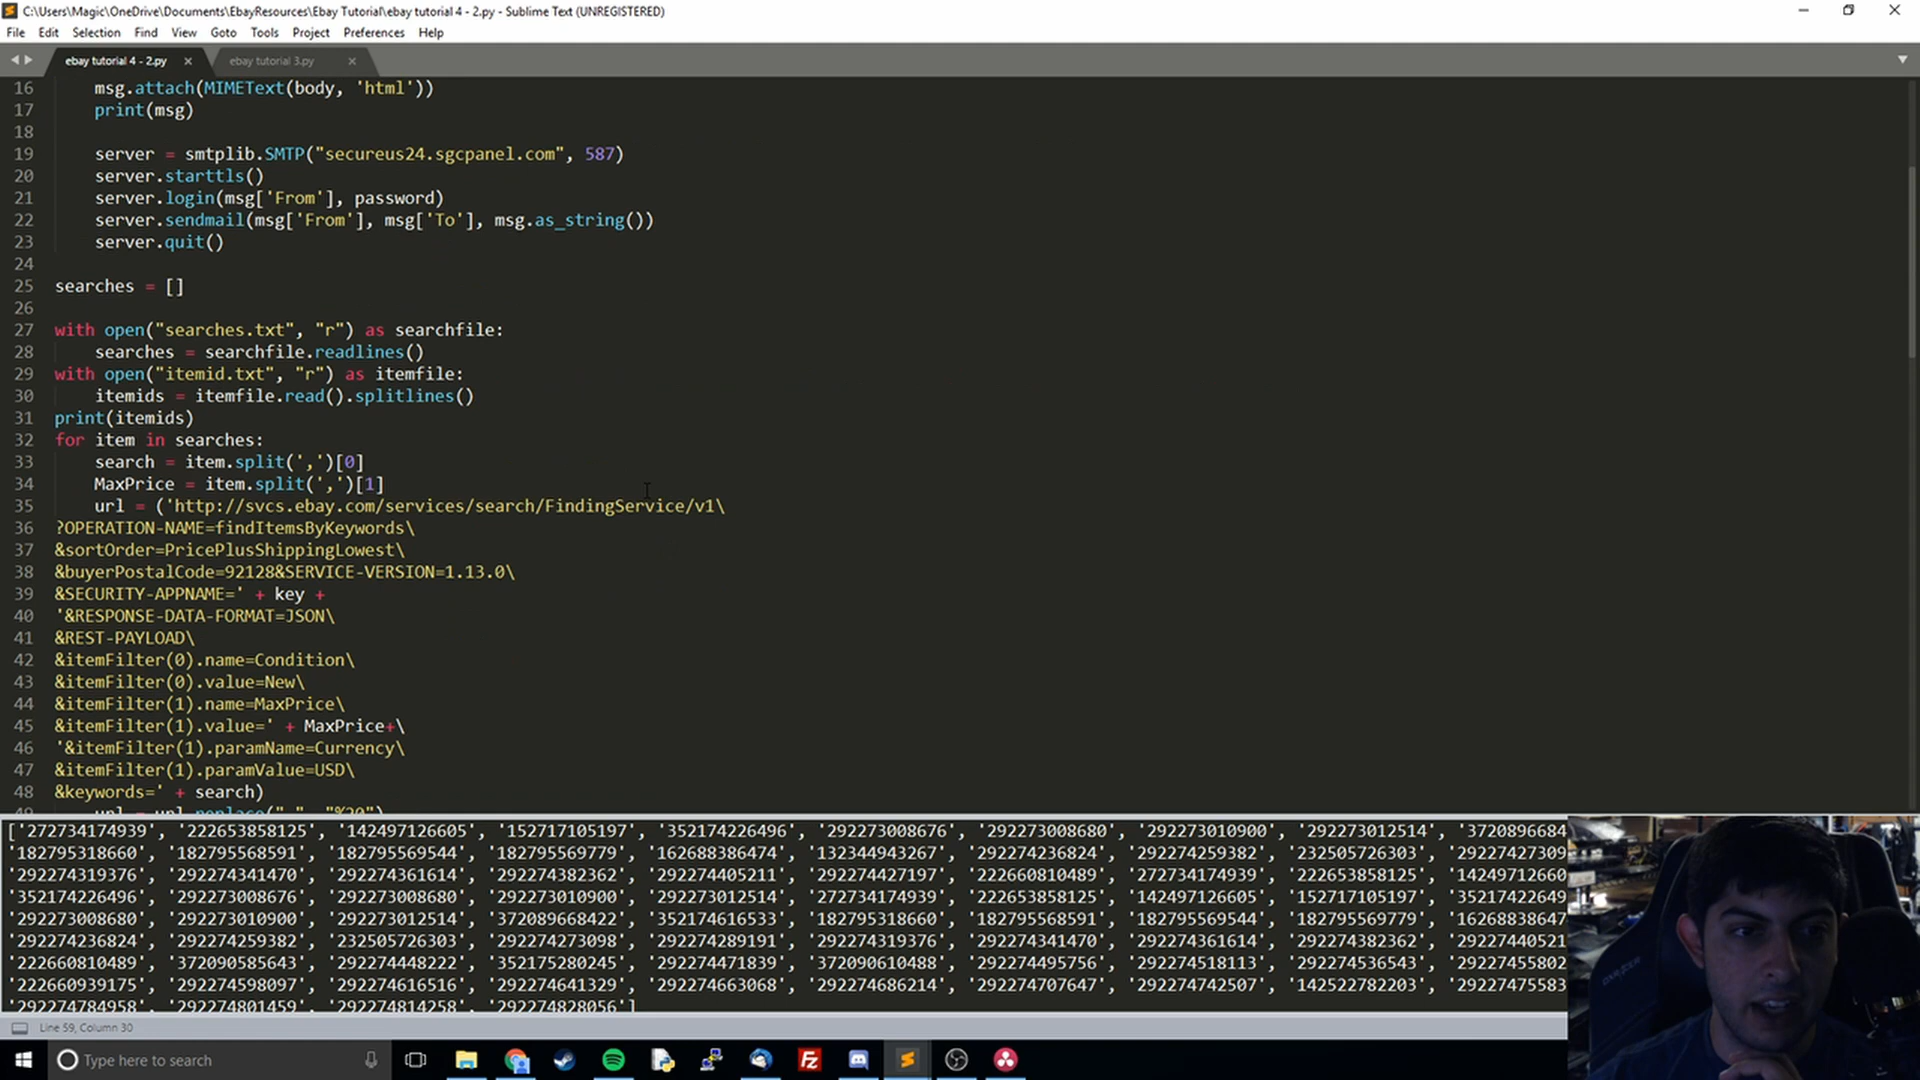 C:\Users\Magic\OneDrive\Documents\EbayResources\Ebay Tutorial\ebay tutorial 4 - 2.py - Sublime Text (UNREGISTERED)
File Edit Selection Find View Goto Tools Project Preferences Help
ebay tutorial 4 - 2.py ebay tutorial 3.py
16 msg.attach(MIMEText(body, 'html'))
17 print(msg)
18
19 server = smtplib.SMTP("secureus24.sgcpanel.com", 587)
20 server.starttls()
21 server.login(msg['From'], password)
22 server.sendmail(msg['From'], msg['To'], msg.as_string())
23 server.quit()
24
25 searches = []
26
27 with open("searches.txt", "r") as searchfile:
28 searches = searchfile.readlines()
29 with open("itemid.txt", "r") as itemfile:
30 itemids = itemfile.read().splitlines()
31 print(itemids)
32 for item in searches:
33 search = item.split(',')[0]
34 MaxPrice = item.split(',')[1]
35 url = ('http://svcs.ebay.com/services/search/FindingService/v1\
36 ?OPERATION-NAME=findItemsByKeywords\
37 &sortOrder=PricePlusShippingLowest\
38 &buyerPostalCode=92128&SERVICE-VERSION=1.13.0\
39 &SECURITY-APPNAME=' + key +
40 '&RESPONSE-DATA-FORMAT=JSON\
41 &REST-PAYLOAD\
42 &itemFilter(0).name=Condition\
43 &itemFilter(0).value=New\
44 &itemFilter(1).name=MaxPrice\
45 &itemFilter(1).value=' + MaxPrice+\
46 '&itemFilter(1).paramName=Currency\
47 &itemFilter(1).paramValue=USD\
48 &keywords=' + search)
['272734174939', '222653858125', '142497126605', '152717105197', '352174226496', '292273008676', '292273008680', '292273010900', '292273012514', '3720896684
'182795318660', '182795568591', '182795569544', '182795569779', '162688386474', '132344943267', '292274236824', '292274259382', '232505726303', '29227427309
'292274319376', '292274341470', '292274361614', '292274382362', '292274405211', '292274427197', '222660810489', '272734174939', '222653858125', '14249712660
'352174226496', '292273008676', '292273008680', '292273010900', '292273012514', '272734174939', '222653858125', '142497126605', '152717105197', '35217422649
'292273008680', '292273010900', '292273012514', '372089668422', '352174616533', '182795318660', '182795568591', '182795569544', '182795569779', '16268838647
'292274236824', '292274259382', '232505726303', '292274273098', '292274289191', '292274319376', '292274341470', '292274361614', '292274382362', '29227440521
'222660810489', '372090585643', '292274448222', '352175280245', '292274471839', '372090610488', '292274495756', '292274518113', '292274536543', '29227455802
'222660939175', '292274598097', '292274616516', '292274641329', '292274663068', '292274686214', '292274707647', '292274742507', '142522782203', '29227475583
'292274784958', '292274801459', '292274814258', '292274828056']
Line 59, Column 30
Type here to search